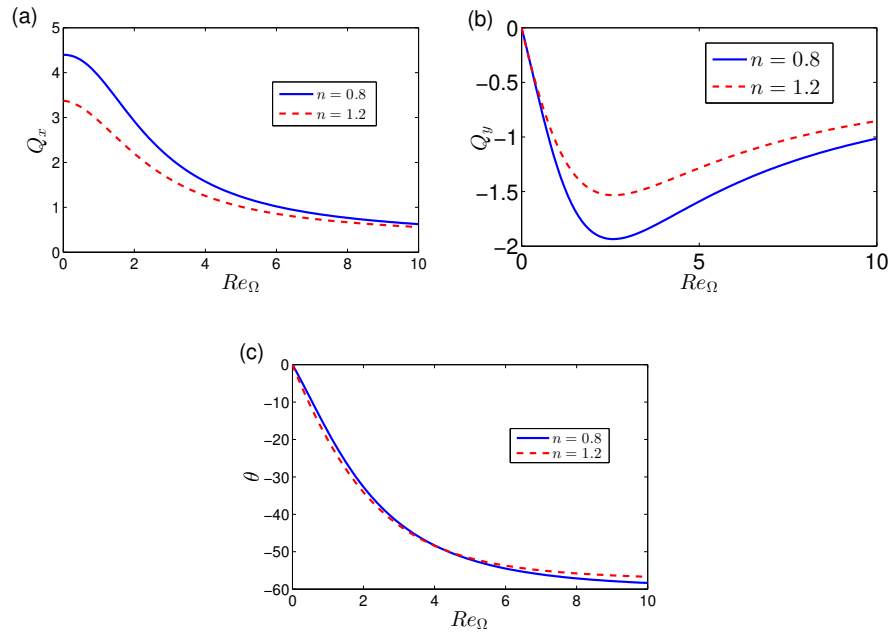 (a)
5
4
3
2
1
0
0 2 4 6 8 10
Q_x
Re_Ω
n = 0.8
n = 1.2
(b)
0
−0.5
−1
−1.5
−2
0 5 10
Q_y
Re_Ω
n = 0.8
n = 1.2
(c)
0
−10
−20
−30
−40
−50
−60
0 2 4 6 8 10
θ
Re_Ω
n = 0.8
n = 1.2